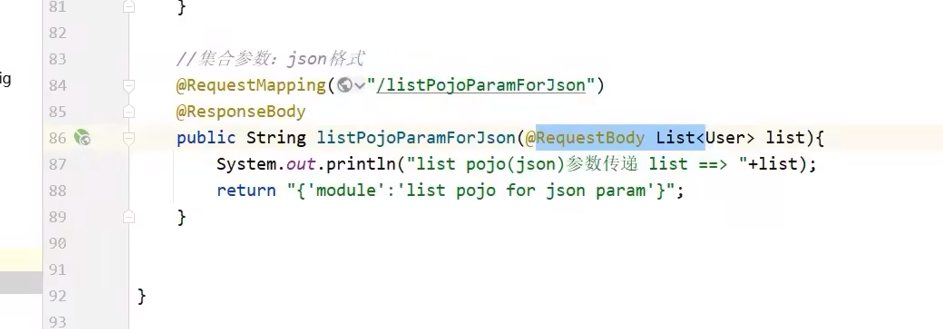 81 }
82
83 //集合参数：json格式
84 @RequestMapping("/listPojoParamForJson")
85 @ResponseBody
86 public String listPojoParamForJson(@RequestBody List<User> list){
87 System.out.println("list pojo(json)参数传递 list ==> "+list);
88 return "{'module':'list pojo for json param'}";
89 }
90
91
92 }
93
ig